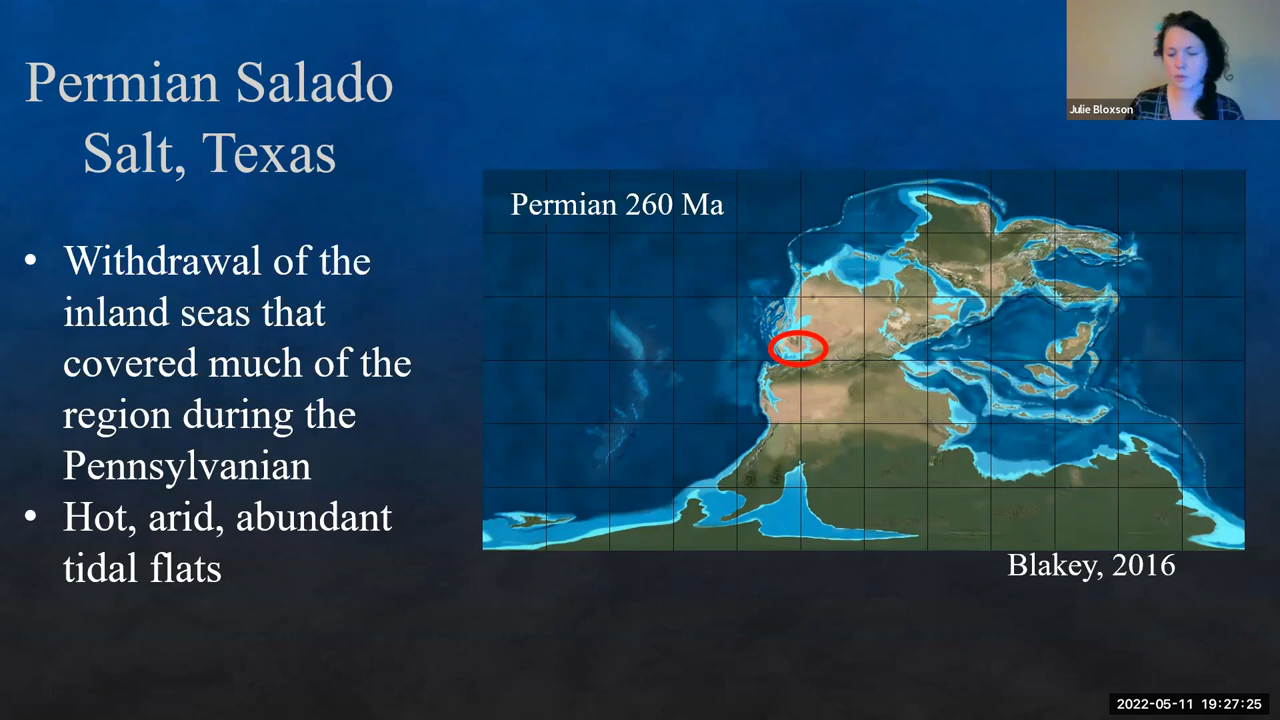 Permian Salado
Salt, Texas
Julie Bloxson
Permian 260 Ma
• Withdrawal of the
inland seas that
covered much of the
region during the
Pennsylvanian
• Hot, arid, abundant
tidal flats
Blakey, 2016
2022-05-11 19:27:25